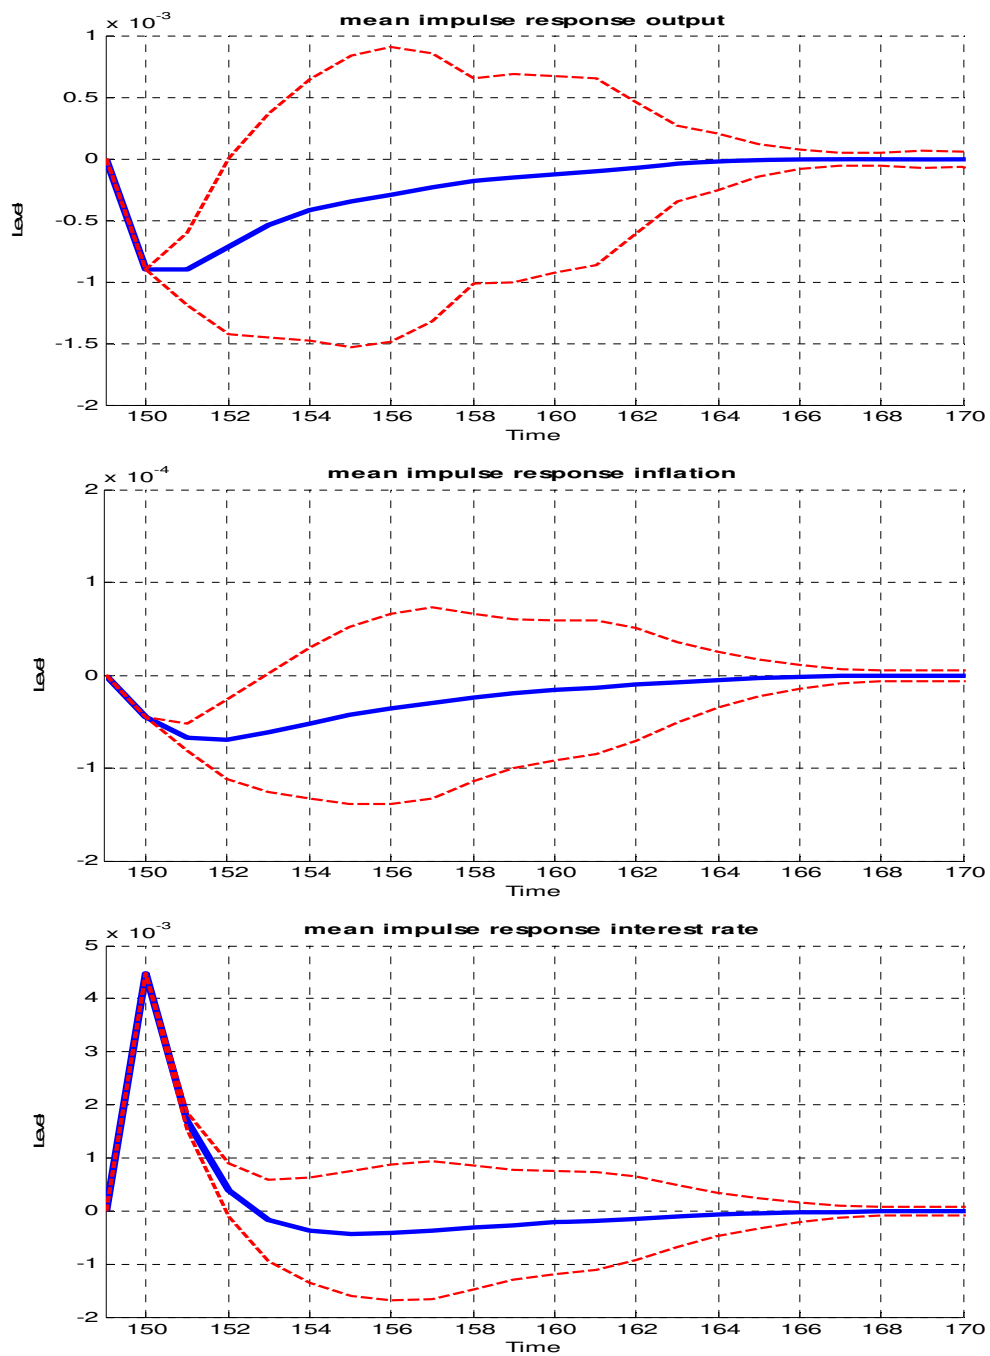 mean impulse response output
× 10-3
1
0.5
0
-0.5
-1
-1.5
-2
Level
150 152 154 156 158 160 162 164 166 168 170
Time
mean impulse response inflation
× 10-4
2
1
0
-1
-2
Level
150 152 154 156 158 160 162 164 166 168 170
Time
mean impulse response interest rate
× 10-3
5
4
3
2
1
0
-1
-2
Level
150 152 154 156 158 160 162 164 166 168 170
Time